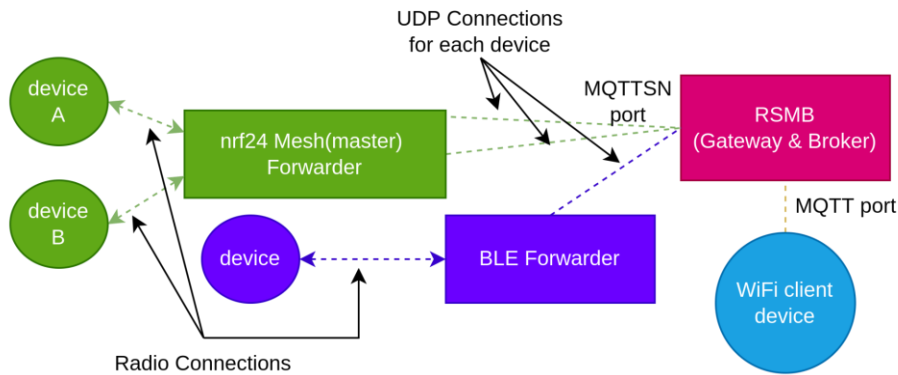 UDP Connections
for each device
device
A
MQTTSN
port
nrf24 Mesh(master)
Forwarder
RSMB
(Gateway & Broker)
device
B
MQTT port
device
BLE Forwarder
WiFi client
device
Radio Connections